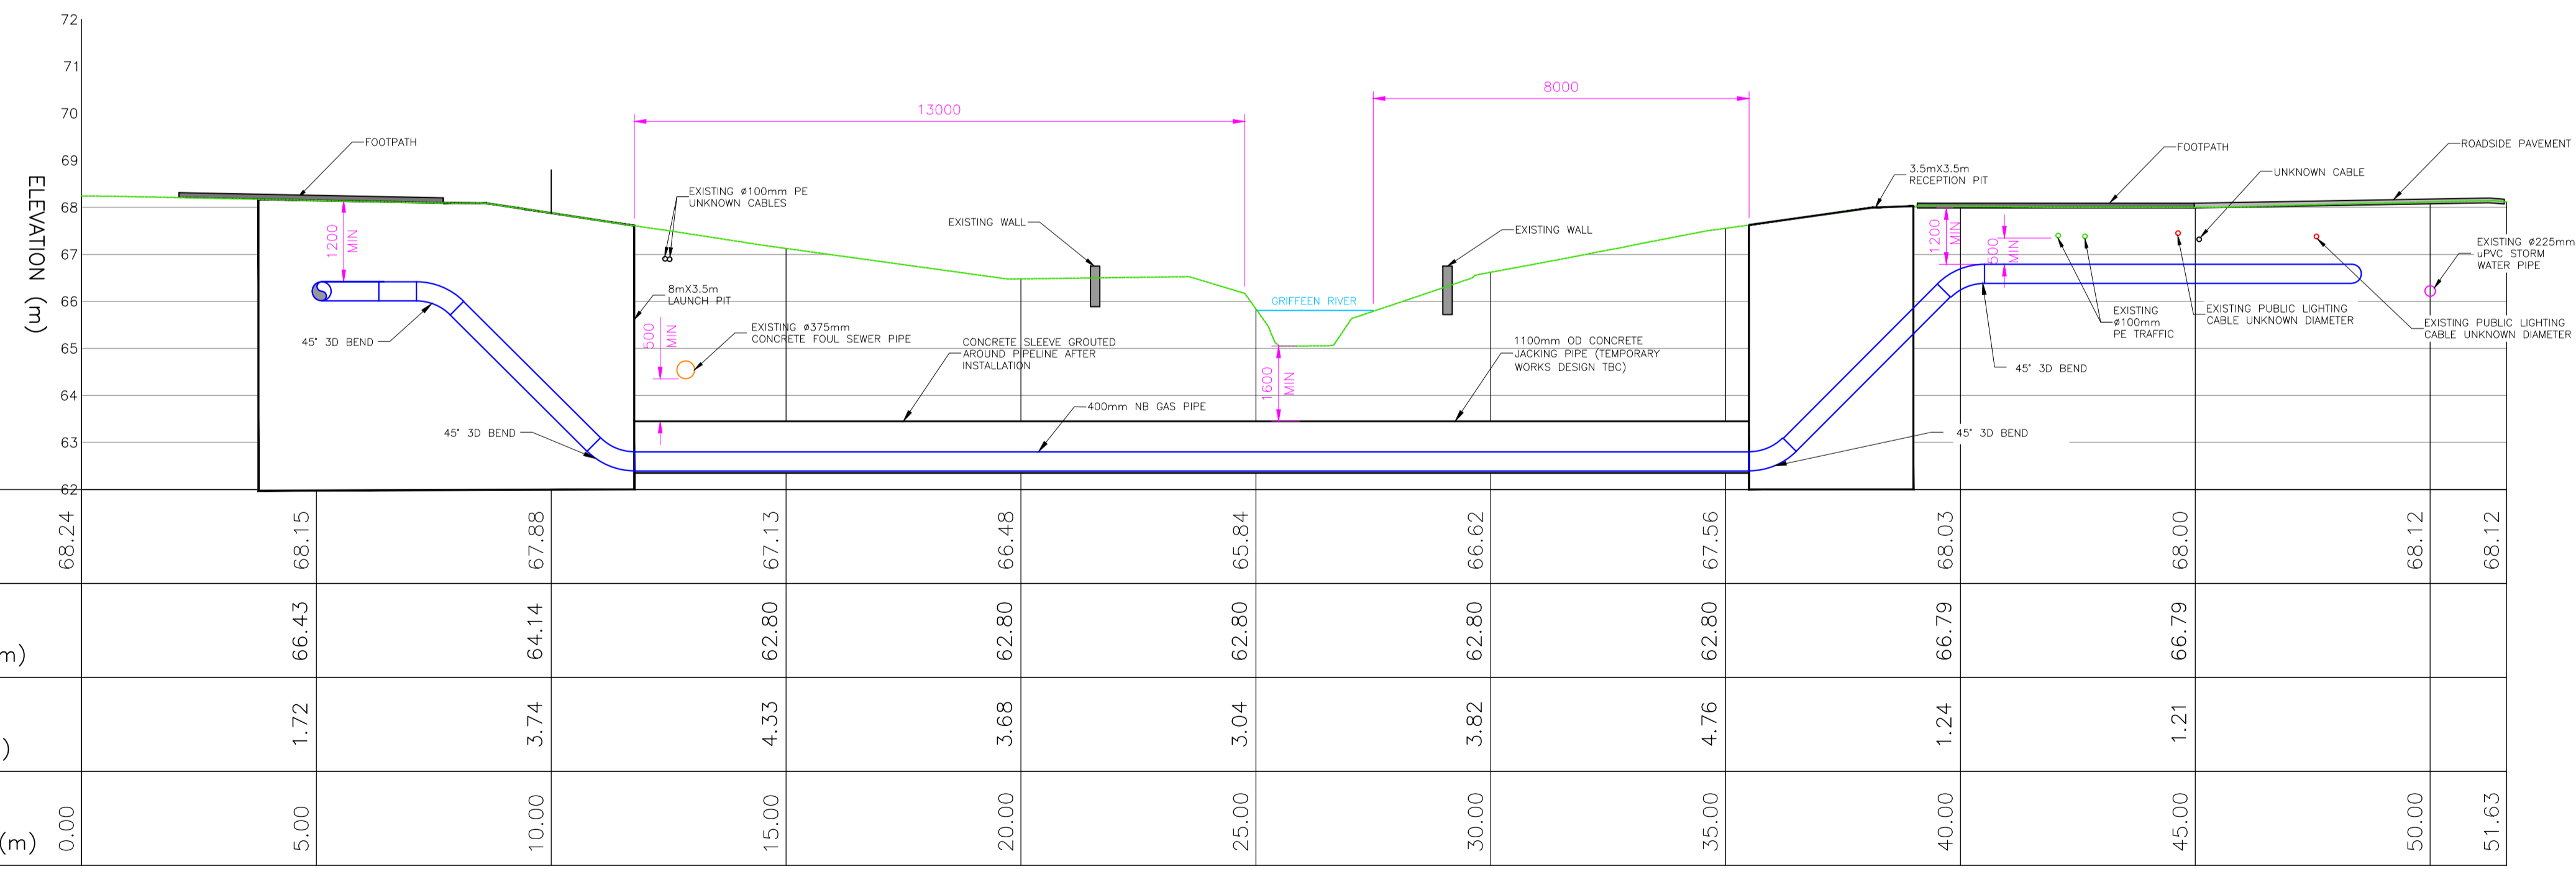 72
71
70
69
68
67
66
65
64
63
62
ELEVATION (m)
FOOTPATH
1200
MIN
45° 3D BEND
45° 3D BEND
13000
EXISTING ø100mm PE
UNKNOWN CABLES
8mX3.5m
LAUNCH PIT
500
MIN
EXISTING ø375mm
CONCRETE FOUL SEWER PIPE
EXISTING WALL
CONCRETE SLEEVE GROUTED
AROUND PIPELINE AFTER
INSTALLATION
400mm NB GAS PIPE
GRIFFEEN RIVER
1600
MIN
8000
EXISTING WALL
1100mm OD CONCRETE
JACKING PIPE (TEMPORARY
WORKS DESIGN TBC)
3.5mX3.5m
RECEPTION PIT
1200
MIN
500
MIN
45° 3D BEND
45° 3D BEND
FOOTPATH
UNKNOWN CABLE
ROADSIDE PAVEMENT
EXISTING
ø100mm
PE TRAFFIC
EXISTING PUBLIC LIGHTING
CABLE UNKNOWN DIAMETER
EXISTING PUBLIC LIGHTING
CABLE UNKNOWN DIAMETER
EXISTING ø225mm
uPVC STORM
WATER PIPE
68.24
68.15
67.88
67.13
66.48
65.84
66.62
67.56
68.03
68.00
68.12
68.12
m)
66.43
64.14
62.80
62.80
62.80
62.80
62.80
66.79
66.79
)
1.72
3.74
4.33
3.68
3.04
3.82
4.76
1.24
1.21
(m)
0.00
5.00
10.00
15.00
20.00
25.00
30.00
35.00
40.00
45.00
50.00
51.63